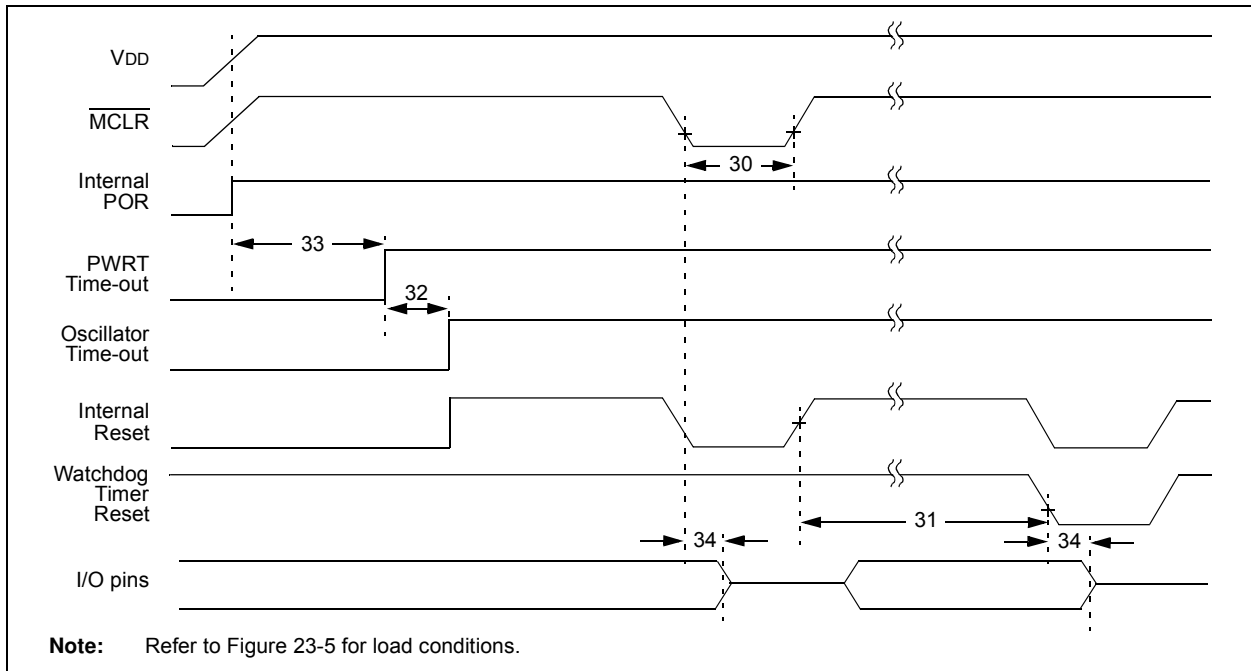 VDD
MCLR
30
Internal
POR
33
PWRT
Time-out
32
Oscillator
Time-out
Internal
Reset
Watchdog
Timer
Reset
31
34
34
I/O pins
Note: Refer to Figure 23-5 for load conditions.